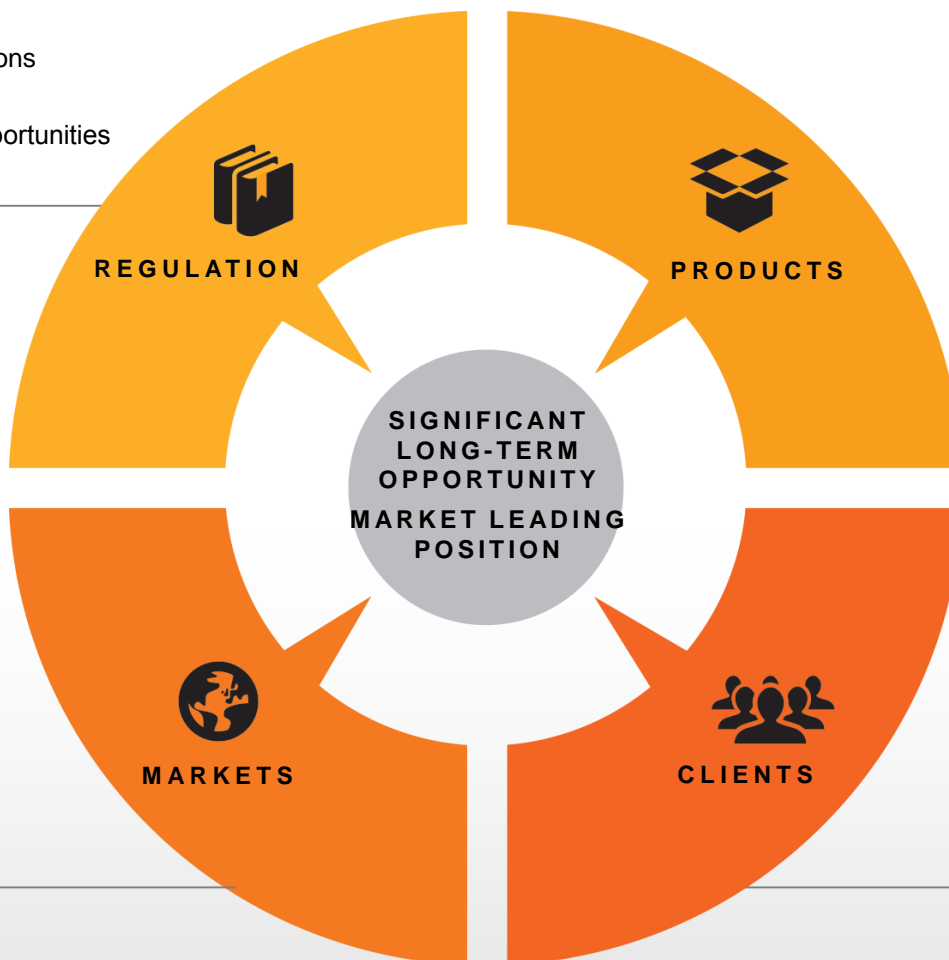 ons
portunities
REGULATION
PRODUCTS
SIGNIFICANT
LONG-TERM
OPPORTUNITY
MARKET LEADING
POSITION
MARKETS
CLIENTS